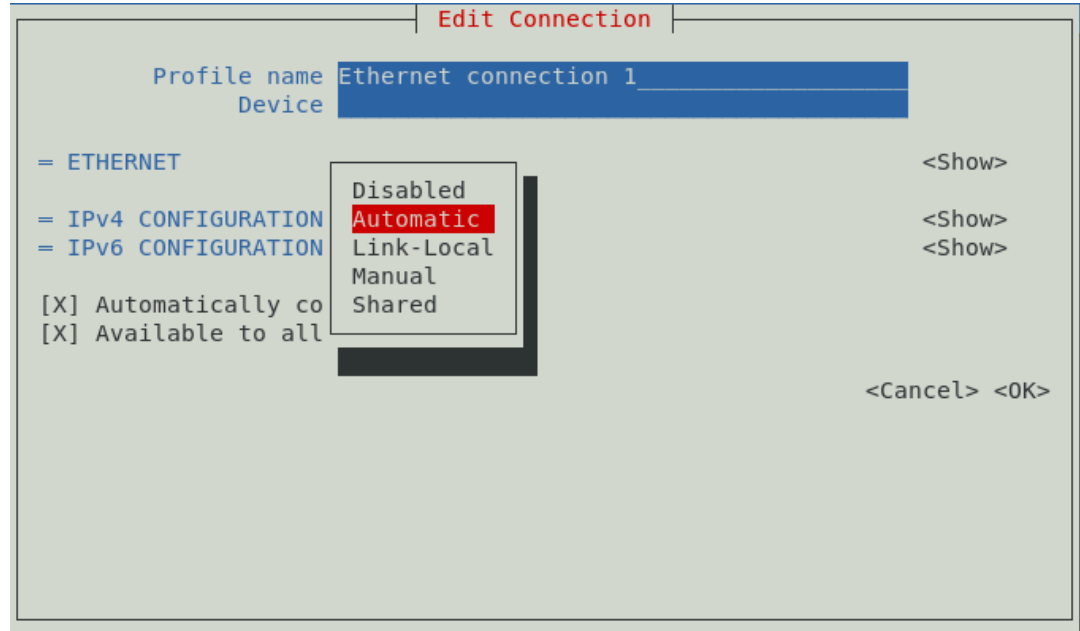 Edit Connection
Profile name Ethernet connection 1
Device
= ETHERNET <Show>
Disabled
= IPv4 CONFIGURATION Automatic <Show>
= IPv6 CONFIGURATION Link-Local <Show>
Manual
[X] Automatically co Shared
[X] Available to all
<Cancel> <OK>